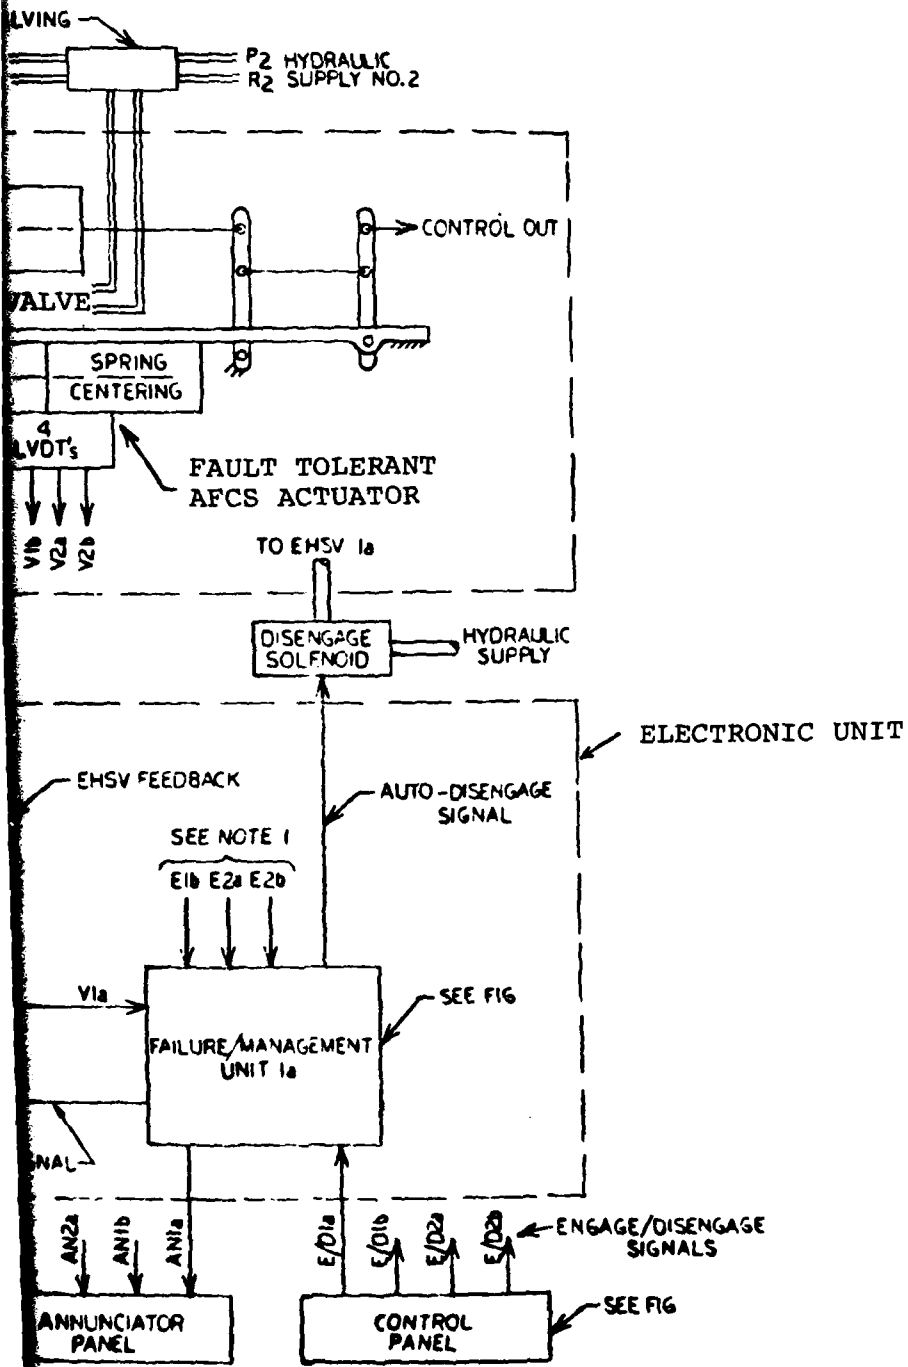 P2 HYDRAULIC
R2 SUPPLY NO.2
CONTROL OUT
VALVE
SPRING
CENTERING
4
LVDT's
FAULT TOLERANT
AFCS ACTUATOR
V1b
V2a
V2b
TO EHSV 1a
DISENGAGE
SOLENOID
HYDRAULIC
SUPPLY
ELECTRONIC UNIT
EHSV FEEDBACK
AUTO-DISENGAGE
SIGNAL
SEE NOTE 1
E1b E2a E2b
V1a
SEE FIG
FAILURE/MANAGEMENT
UNIT 1a
NAL
AN2a
AN1b
AN1a
E/D1a
E/D1b
E/D2a
E/D2b
ENGAGE/DISENGAGE
SIGNALS
ANNUNCIATOR
PANEL
CONTROL
PANEL
SEE FIG